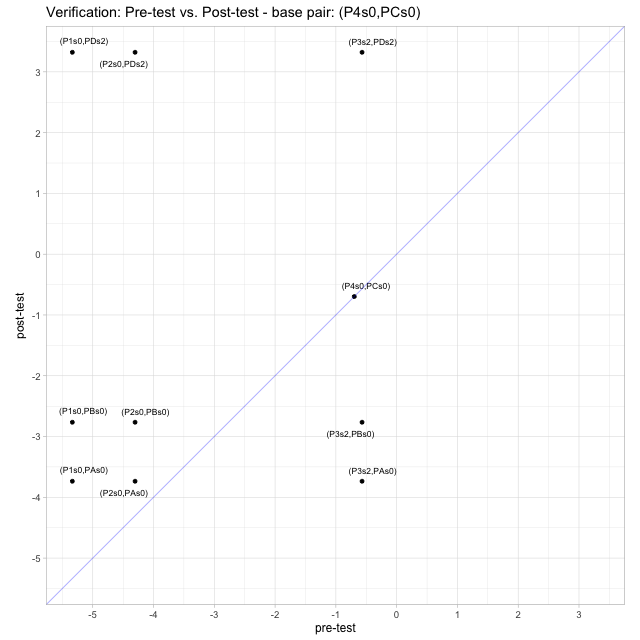 Verification: Pre-test vs. Post-test - base pair: (P4s0,PCs0)
(P1s0,PDs2)
(P2s0,PDs2)
(P3s2,PDs2)
(P4s0,PCs0)
(P1s0,PBs0)
(P2s0,PBs0)
(P3s2,PBs0)
(P1s0,PAs0)
(P2s0,PAs0)
(P3s2,PAs0)
3
2
1
0
-1
-2
-3
-4
-5
post-test
-5 -4 -3 -2 -1 0 1 2 3
pre-test